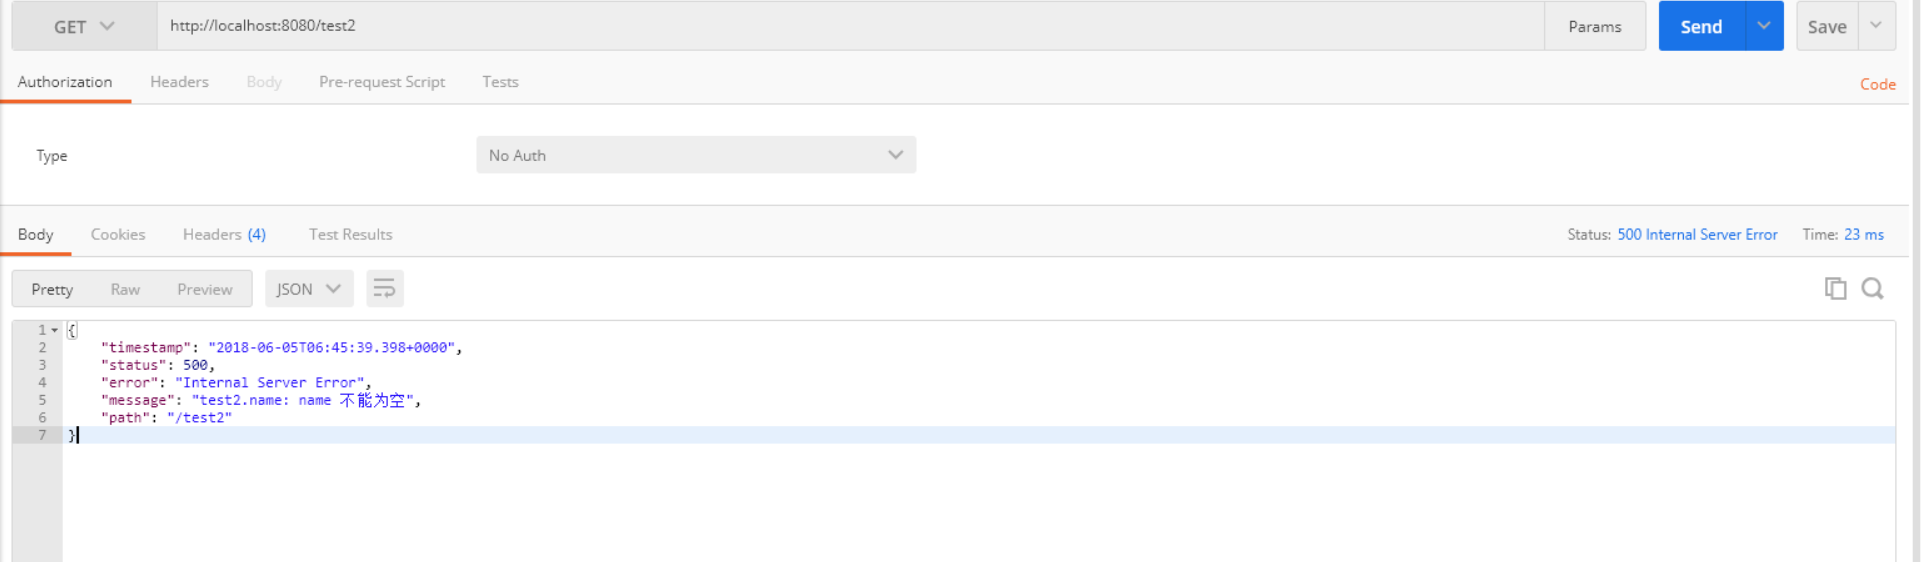 GET http://localhost:8080/test2 Params Send Save
Authorization Headers Body Pre-request Script Tests Code
Type No Auth
Body Cookies Headers (4) Test Results Status: 500 Internal Server Error Time: 23 ms
Pretty Raw Preview JSON
1 {
2 "timestamp": "2018-06-05T06:45:39.398+0000",
3 "status": 500,
4 "error": "Internal Server Error",
5 "message": "test2.name: name 不能为空",
6 "path": "/test2"
7 }